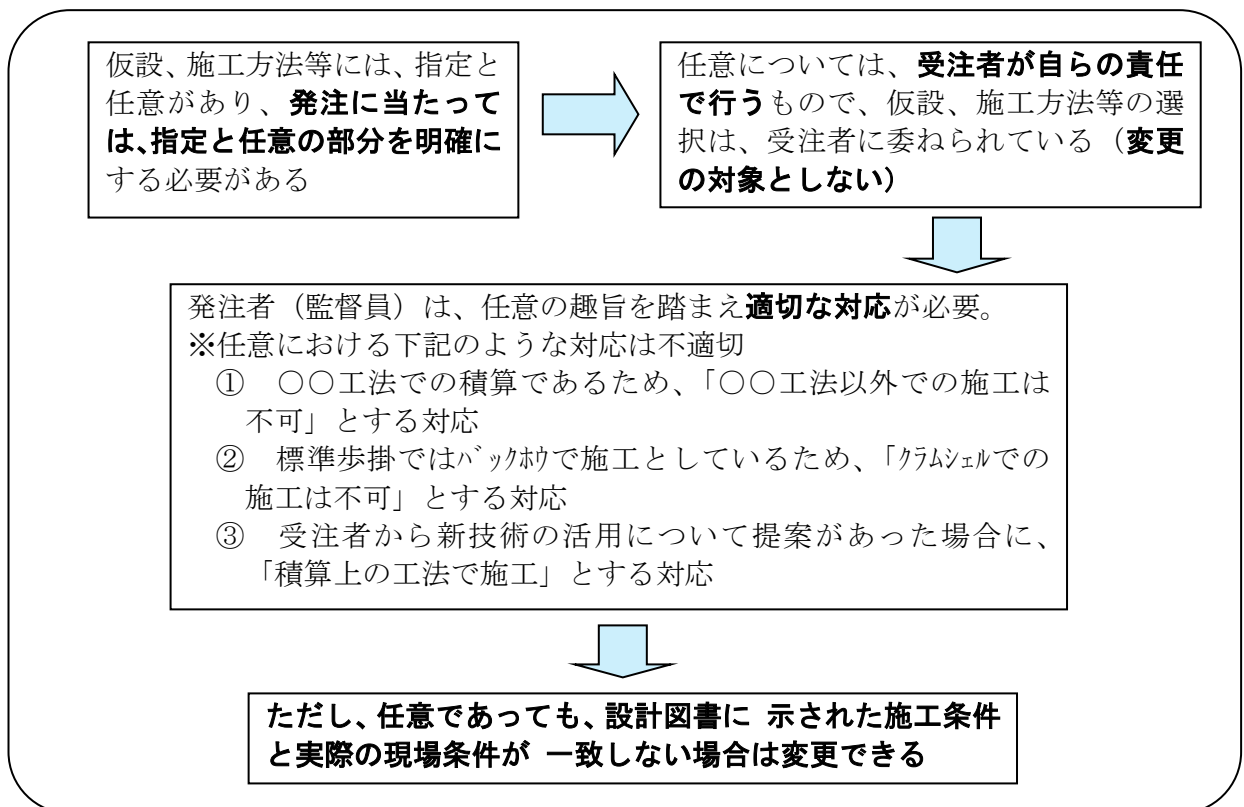 仮設、施工方法等には、指定と
任意があり、発注に当たって
は、指定と任意の部分を明確に
する必要がある
任意については、受注者が自らの責任
で行うもので、仮設、施工方法等の選
択は、受注者に委ねられている（変更
の対象としない）
発注者（監督員）は、任意の趣旨を踏まえ適切な対応が必要。
※任意における下記のような対応は不適切
①　○○工法での積算であるため、「○○工法以外での施工は
不可」とする対応
②　標準歩掛ではﾊﾞｯｸﾎｳで施工としているため、「ｸﾗﾑｼｪﾙでの
施工は不可」とする対応
③　受注者から新技術の活用について提案があった場合に、
「積算上の工法で施工」とする対応
ただし、任意であっても、設計図書に 示された施工条件
と実際の現場条件が 一致しない場合は変更できる